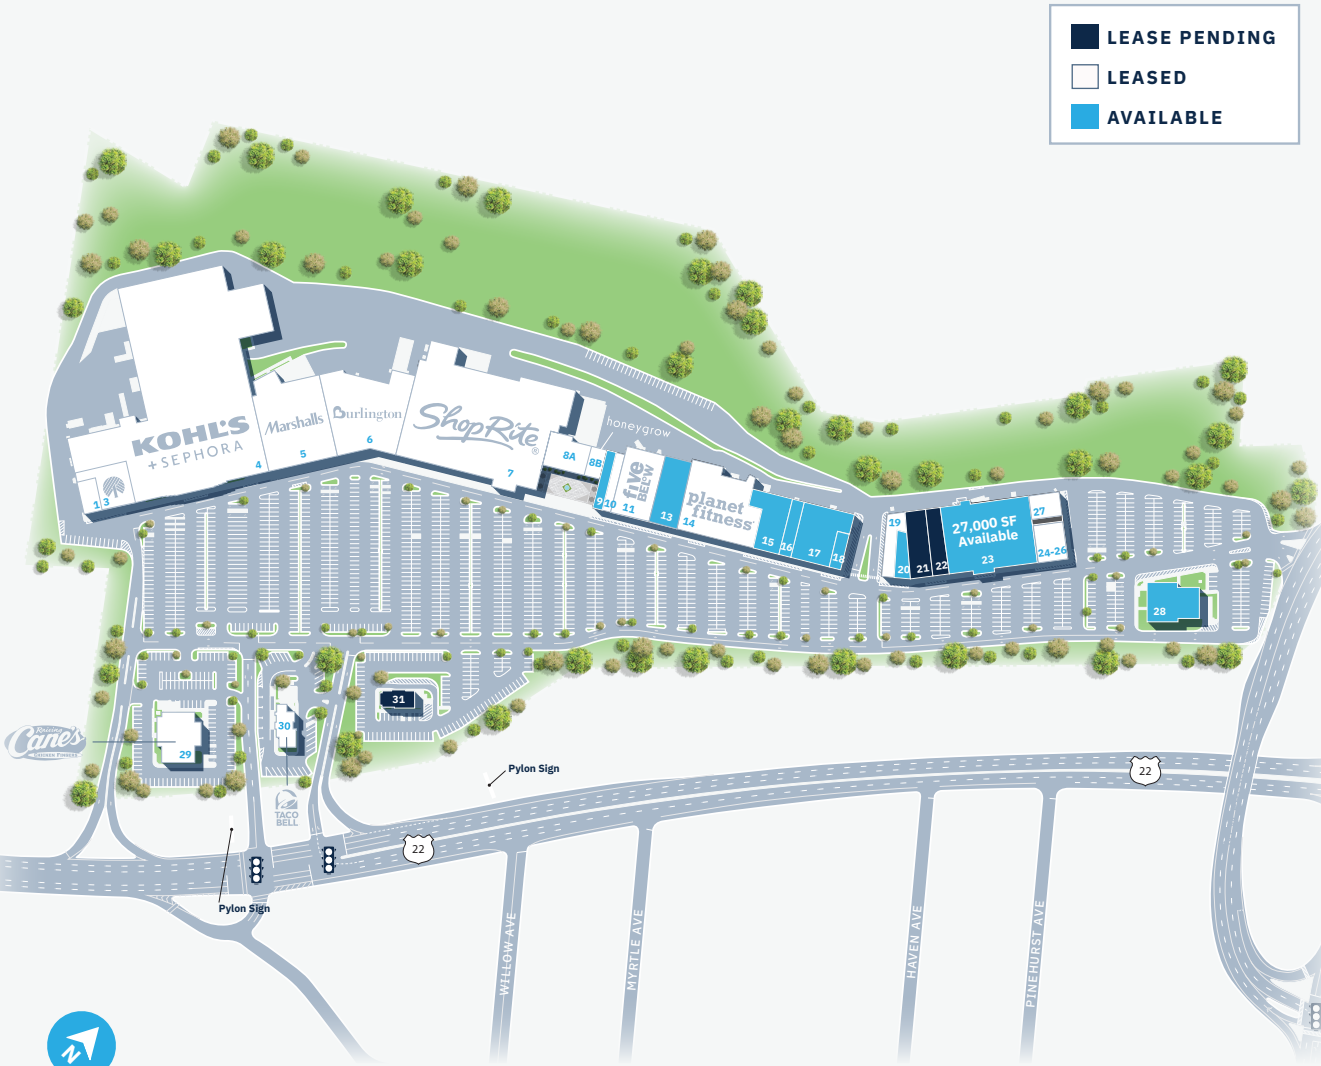 LEASE PENDING
LEASED
AVAILABLE
KOHL'S
+ SEPHORA
Marshalls
Burlington
ShopRite®
honeygrow
five
BEL°W
planet
fitness
27,000 SF
Available
1
3
4
5
6
7
8A
8B
9
10
11
13
14
15
16
17
18
19
20
21
22
23
24-26
27
28
29
30
31
Raising
Cane's
CHICKEN FINGERS
TACO
BELL
Pylon Sign
Pylon Sign
22
22
WILLOW AVE
MYRTLE AVE
HAVEN AVE
PINEHURST AVE
N